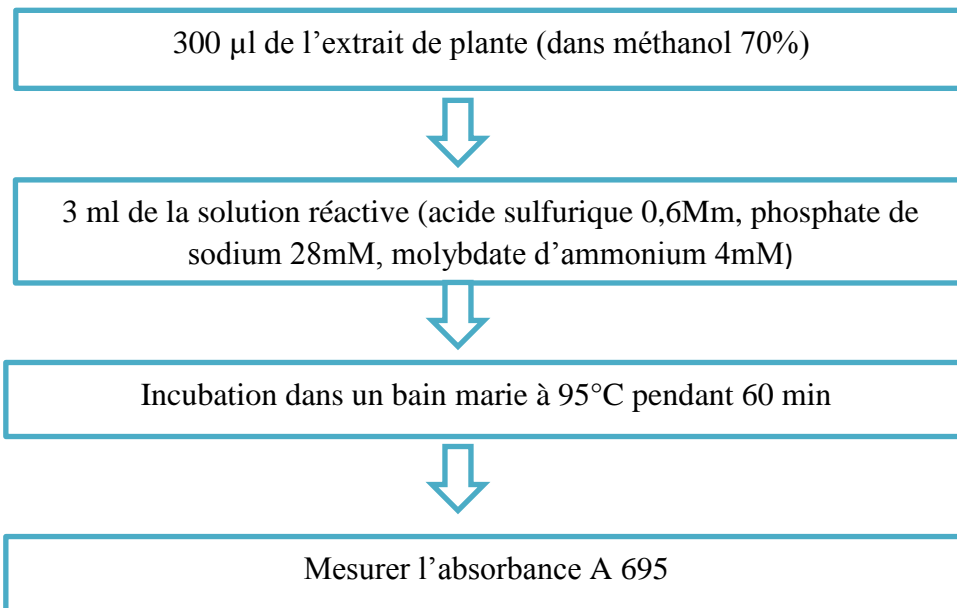 300 µl de l’extrait de plante (dans méthanol 70%)
3 ml de la solution réactive (acide sulfurique 0,6Mm, phosphate de
sodium 28mM, molybdate d’ammonium 4mM)
Incubation dans un bain marie à 95°C pendant 60 min
Mesurer l’absorbance A 695